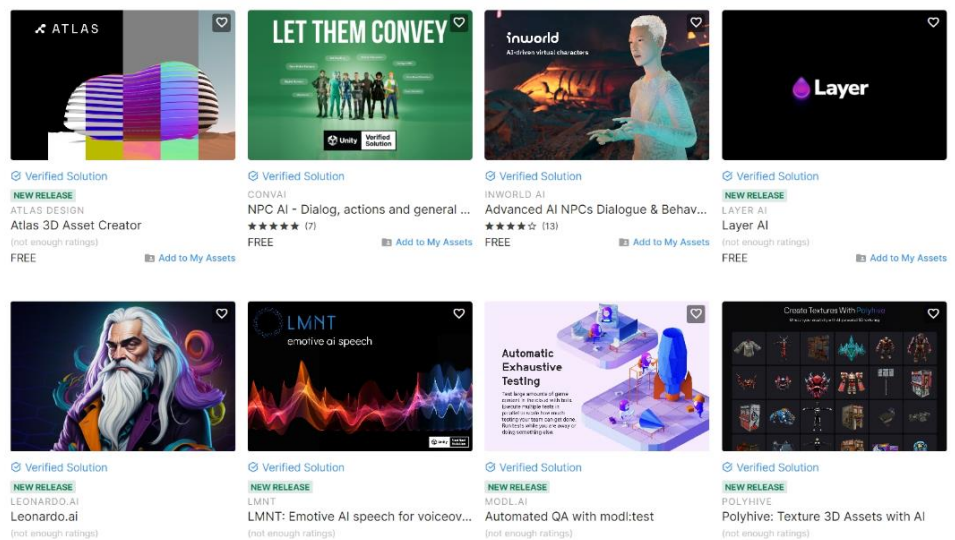 ATLAS
LET THEM CONVEY
Unity Verified Solution
inworld
AI-driven virtual characters
Layer
Verified Solution
NEW RELEASE
ATLAS DESIGN
Atlas 3D Asset Creator
(not enough ratings)
FREE
Add to My Assets
Verified Solution
CONVAI
NPC AI - Dialog, actions and general ...
(7)
FREE
Add to My Assets
Verified Solution
INWORLD AI
Advanced AI NPCs Dialogue & Behav...
(13)
FREE
Add to My Assets
Verified Solution
NEW RELEASE
LAYER AI
Layer AI
(not enough ratings)
FREE
Add to My Assets
LMNT
emotive ai speech
Automatic
Exhaustive
Testing
Create Textures With Polyhive
Verified Solution
NEW RELEASE
LEONARDO.AI
Leonardo.ai
(not enough ratings)
Verified Solution
NEW RELEASE
LMNT
LMNT: Emotive AI speech for voiceov...
(not enough ratings)
Verified Solution
NEW RELEASE
MODL.AI
Automated QA with modl:test
(not enough ratings)
Verified Solution
NEW RELEASE
POLYHIVE
Polyhive: Texture 3D Assets with AI
(not enough ratings)